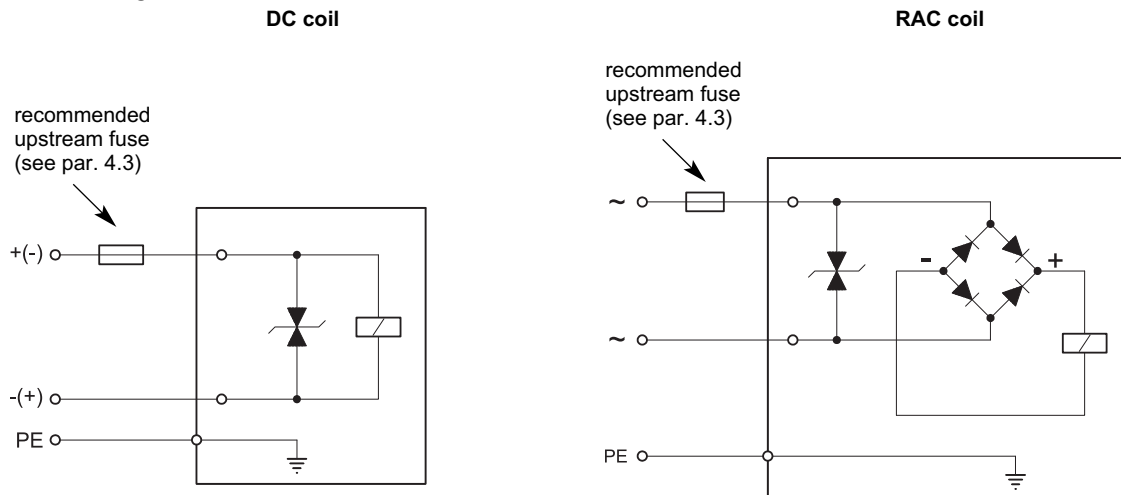 DC coil
recommended
upstream fuse
(see par. 4.3)
+(-)
-(+)
PE
RAC coil
recommended
upstream fuse
(see par. 4.3)
~
- +
~
PE